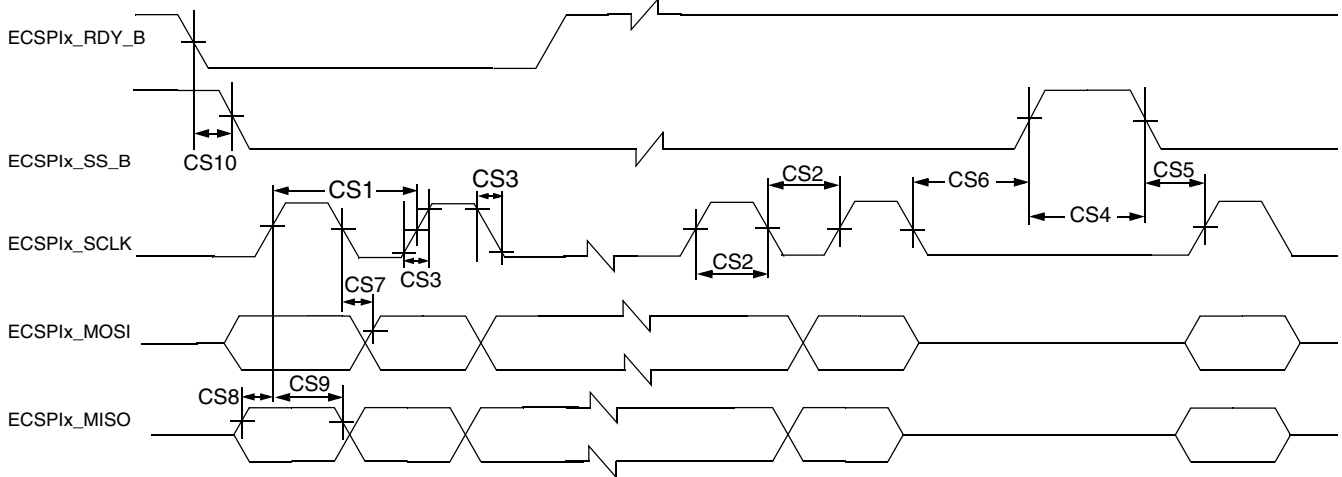 ECSPIx_RDY_B
CS10
ECSPIx_SS_B
CS1
CS3
CS2
CS6
CS5
CS4
ECSPIx_SCLK
CS3
CS2
CS7
ECSPIx_MOSI
CS8
CS9
ECSPIx_MISO